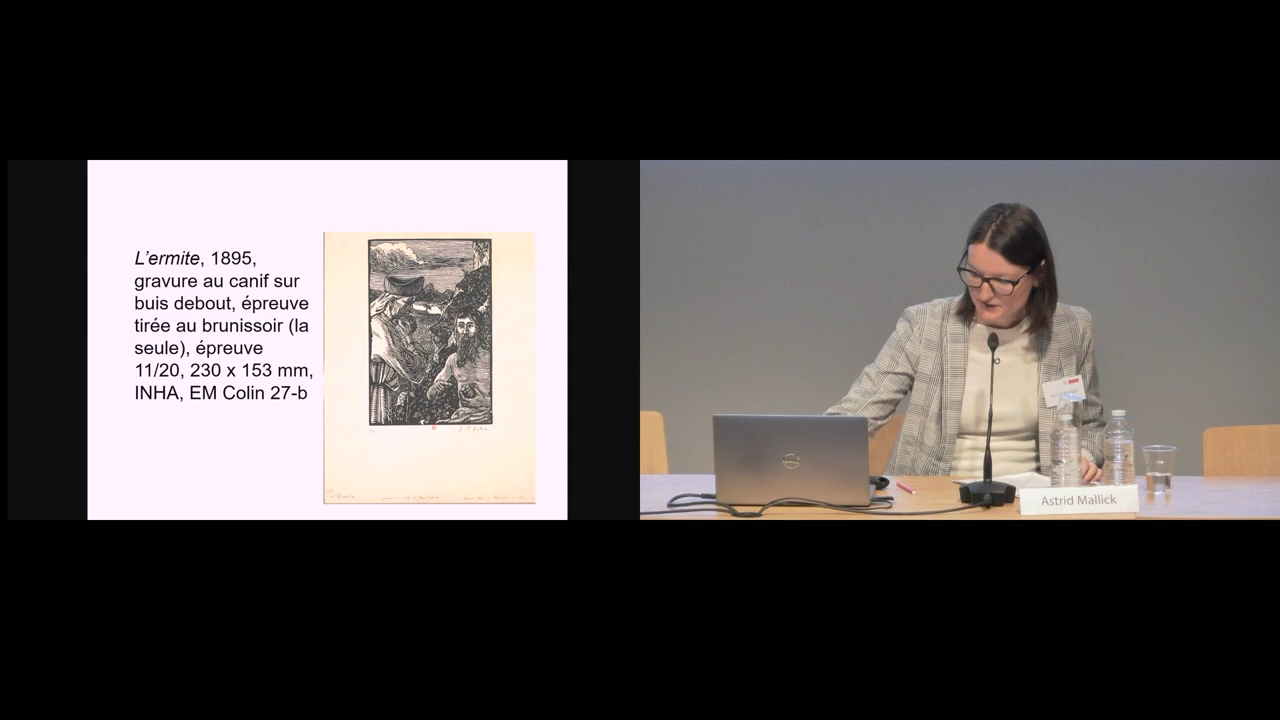 L'ermite, 1895,
gravure au canif sur
buis debout, épreuve
tirée au brunissoir (la
seule), épreuve
11/20, 230 x 153 mm,
INHA, EM Colin 27-b
Astrid Mallick